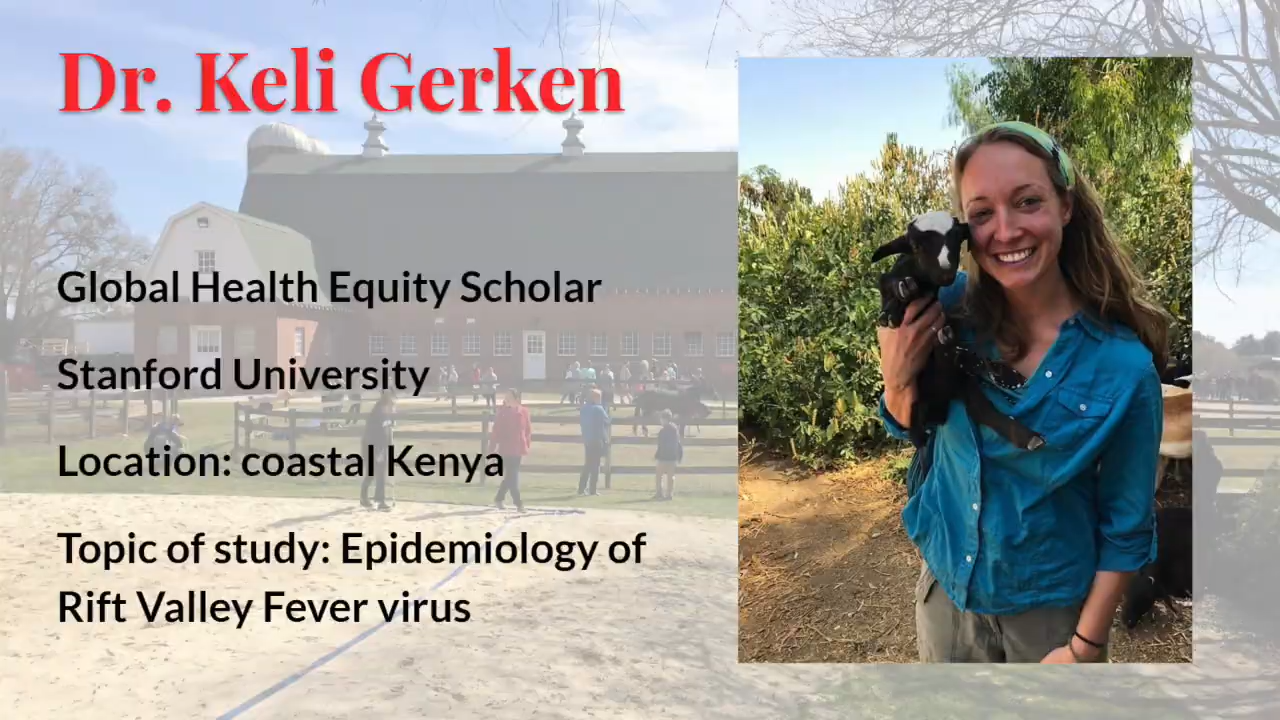 Dr. Keli Gerken
Global Health Equity Scholar
Stanford University
Location: coastal Kenya
Topic of study: Epidemiology of
Rift Valley Fever virus